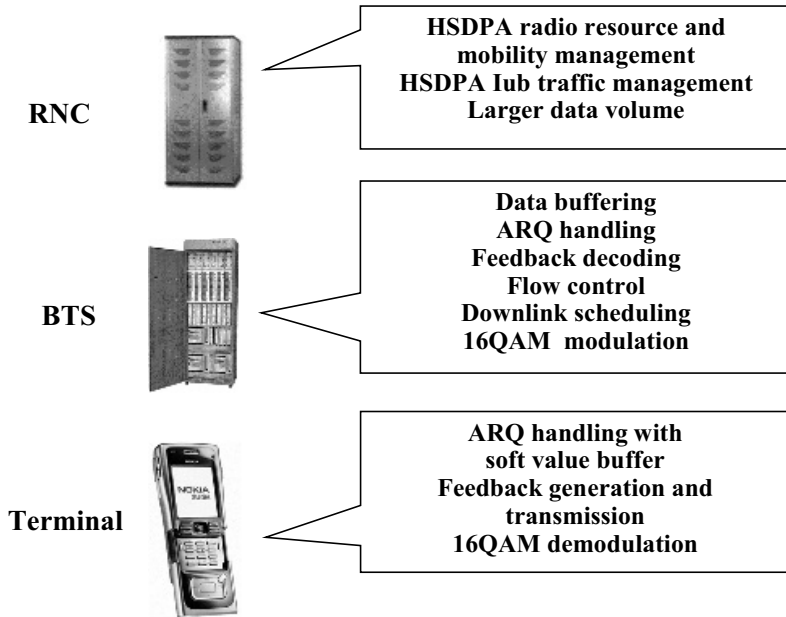 HSDPA radio resource and
mobility management
HSDPA Iub traffic management
Larger data volume
RNC
Data buffering
ARQ handling
Feedback decoding
Flow control
Downlink scheduling
16QAM modulation
BTS
ARQ handling with
soft value buffer
Feedback generation and
transmission
16QAM demodulation
Terminal
NOKIA